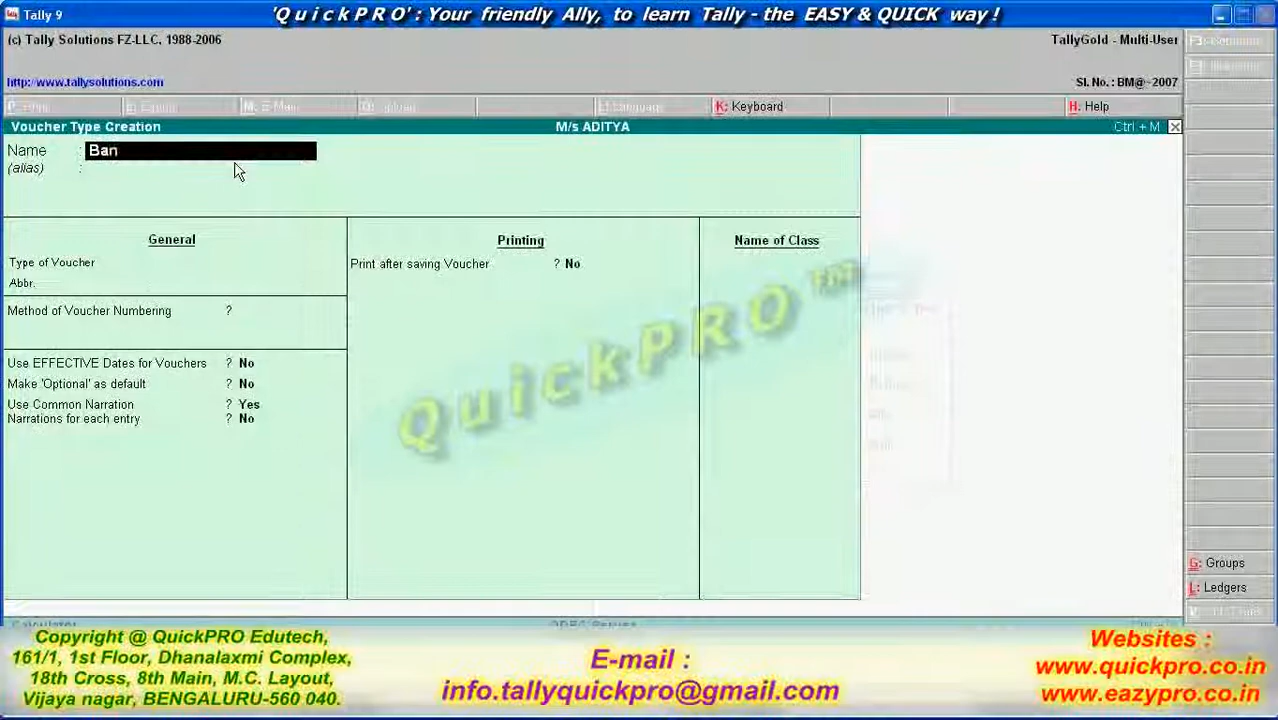 Tally 9
'QuickPRO' : Your friendly Ally, to learn Tally - the EASY & QUICK way !
(c) Tally Solutions FZ-LLC, 1988-2006
TallyGold - Multi-User
http://www.tallysolutions.com
Sl. No. : BM@~2007
K: Keyboard
H: Help
Voucher Type Creation
M/s ADITYA
Ctrl + M
Name : Ban
(alias) :
General
Printing
Name of Class
Type of Voucher
Print after saving Voucher ? No
Abbr.
Method of Voucher Numbering ?
Use EFFECTIVE Dates for Vouchers ? No
Make 'Optional' as default ? No
Use Common Narration ? Yes
Narrations for each entry ? No
QuickPRO™
G: Groups
L: Ledgers
Copyright @ QuickPRO Edutech,
161/1, 1st Floor, Dhanalaxmi Complex,
18th Cross, 8th Main, M.C. Layout,
Vijaya nagar, BENGALURU-560 040.
E-mail :
info.tallyquickpro@gmail.com
Websites :
www.quickpro.co.in
www.eazypro.co.in